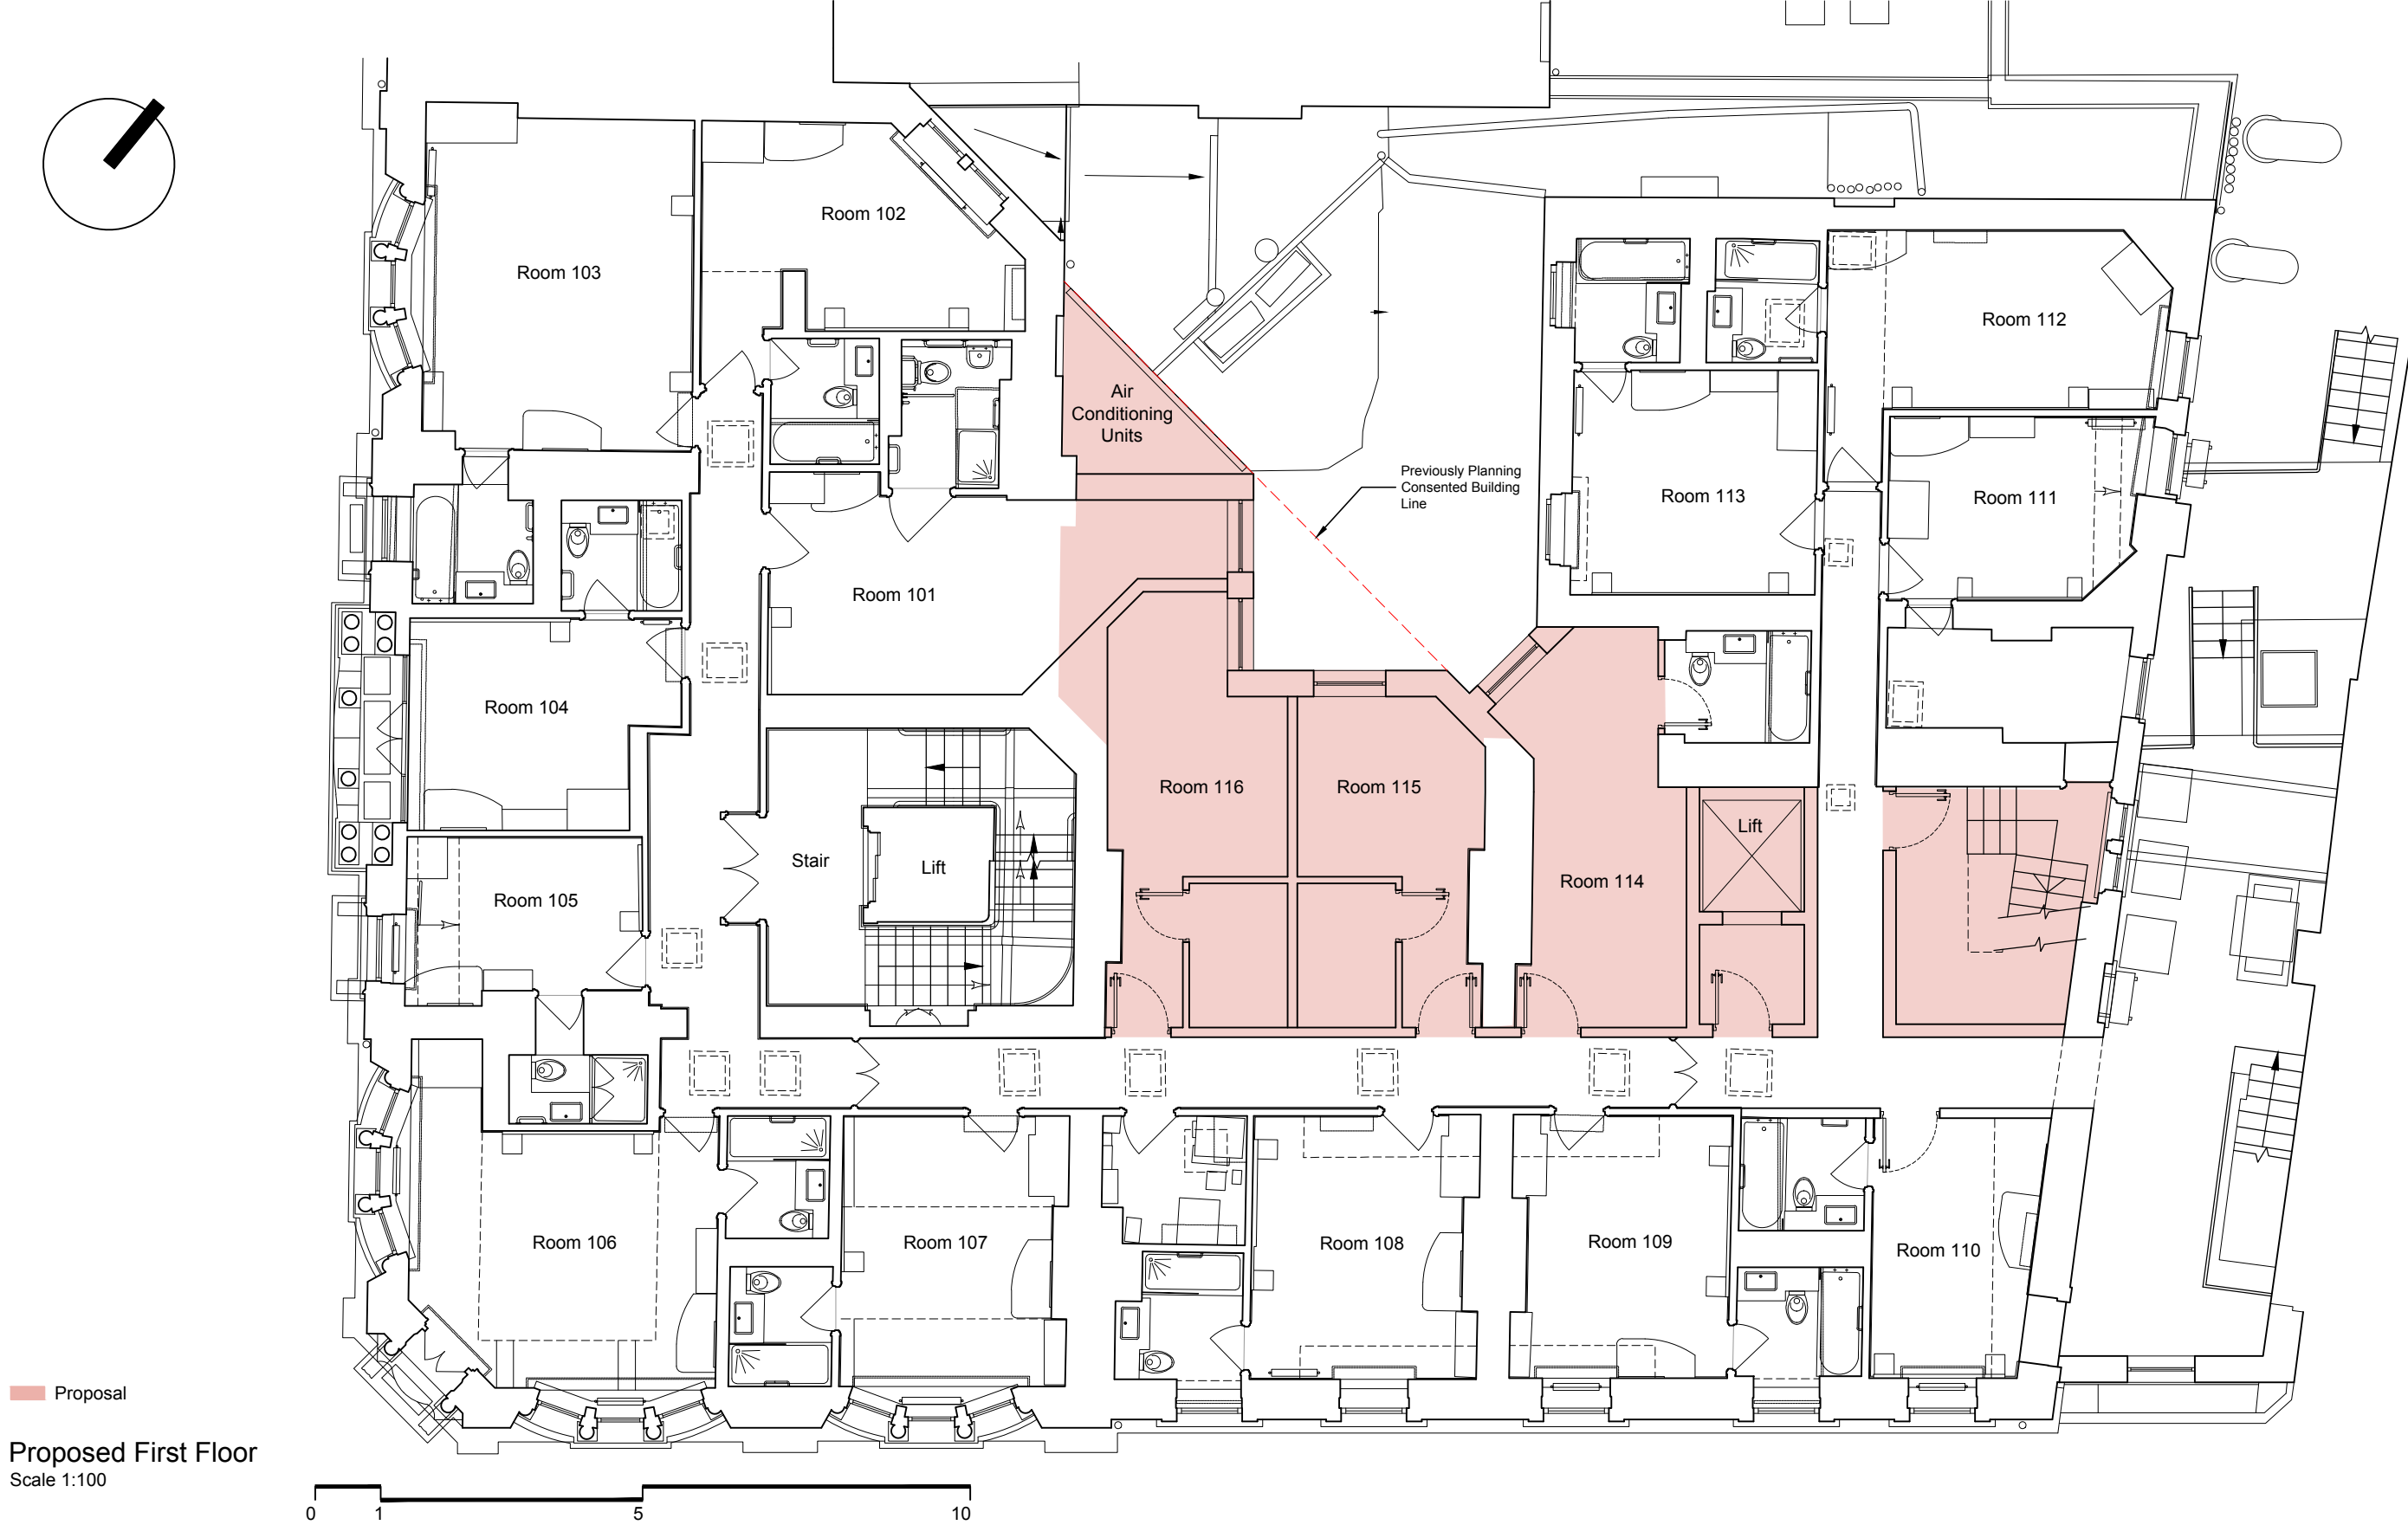 Room 102
Room 103
Room 112
Air
Conditioning
Units
Previously Planning
Consented Building
Line
Room 113
Room 111
Room 101
Room 104
Room 116
Room 115
Lift
Stair
Lift
Room 114
Room 105
Room 106
Room 107
Room 108
Room 109
Room 110
Proposal
Proposed First Floor
Scale 1:100
0 1 5 10